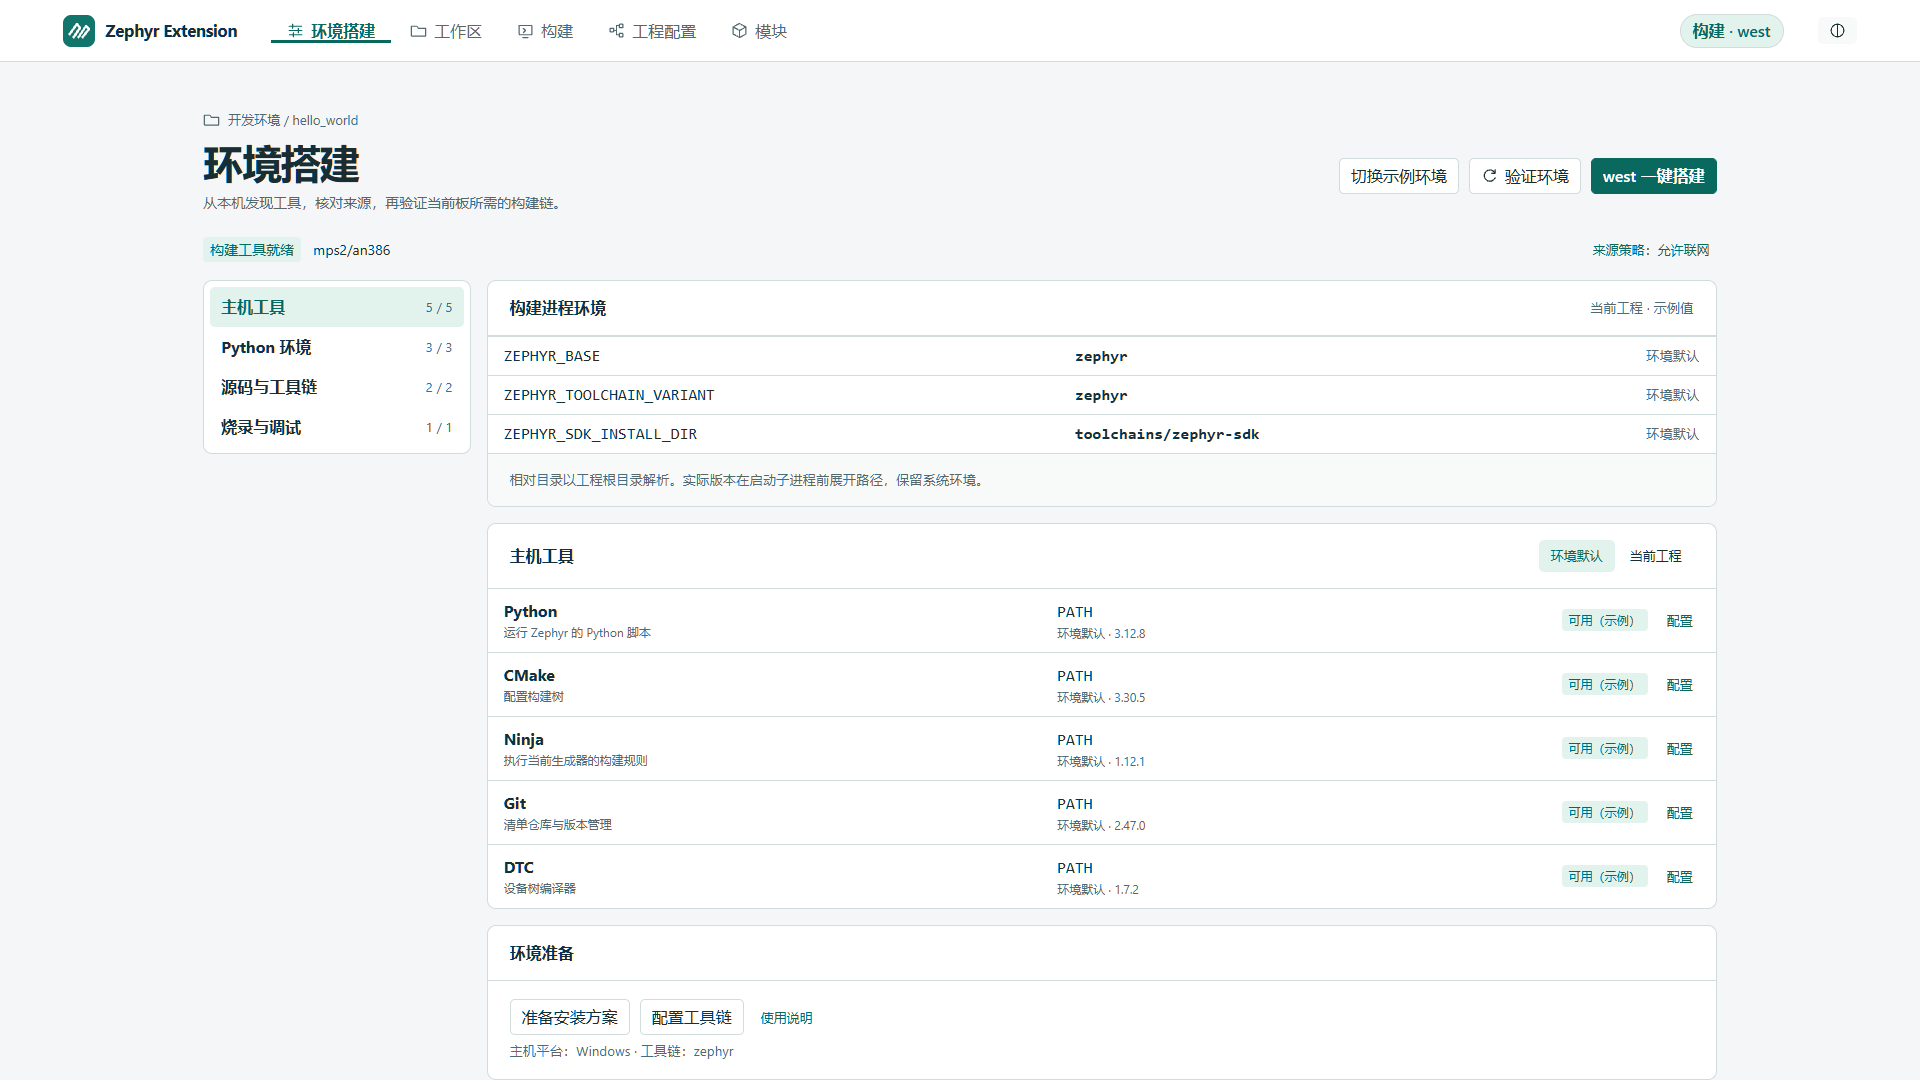 Zephyr Extension
环境搭建
工作区
构建
工程配置
模块
构建 · west
开发环境 / hello_world
环境搭建
从本机发现工具，核对来源，再验证当前板所需的构建链。
切换示例环境
验证环境
west 一键搭建
构建工具就绪
mps2/an386
来源策略：允许联网
主机工具 5 / 5
Python 环境 3 / 3
源码与工具链 2 / 2
烧录与调试 1 / 1
构建进程环境
当前工程 · 示例值
ZEPHYR_BASE zephyr 环境默认
ZEPHYR_TOOLCHAIN_VARIANT zephyr 环境默认
ZEPHYR_SDK_INSTALL_DIR toolchains/zephyr-sdk 环境默认
相对目录以工程根目录解析。实际版本在启动子进程前展开路径，保留系统环境。
主机工具
环境默认
当前工程
Python
运行 Zephyr 的 Python 脚本
PATH
环境默认 · 3.12.8
可用（示例）
配置
CMake
配置构建树
PATH
环境默认 · 3.30.5
可用（示例）
配置
Ninja
执行当前生成器的构建规则
PATH
环境默认 · 1.12.1
可用（示例）
配置
Git
清单仓库与版本管理
PATH
环境默认 · 2.47.0
可用（示例）
配置
DTC
设备树编译器
PATH
环境默认 · 1.7.2
可用（示例）
配置
环境准备
准备安装方案
配置工具链
使用说明
主机平台：Windows · 工具链：zephyr